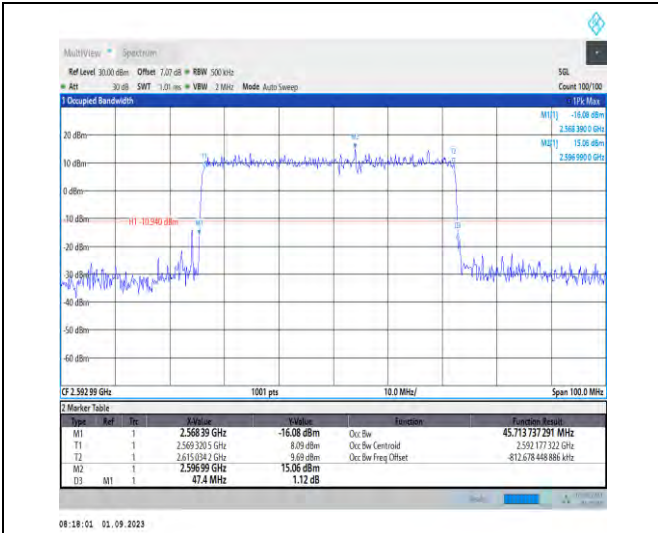 MultiView Spectrum
Ref Level 30.00 dBm Offset 7.07 dB RBW 500 kHz SGL
Att 30 dB SWT 1.01 ms VBW 2 MHz Mode Auto Sweep Count 100/100
1 Occupied Bandwidth 1Pk Max
M1[1] -16.08 dBm
2.568 390 0 GHz
M2[1] 15.06 dBm
2.596 990 0 GHz
20 dBm
M2
T1 T2
10 dBm
0 dBm
-10 dBm H1 -10.940 dBm M1
D3
-30 dBm
-40 dBm
-50 dBm
-60 dBm
CF 2.592 99 GHz 1001 pts 10.0 MHz/ Span 100.0 MHz
2 Marker Table
Type Ref Trc X-Value Y-Value Function Function Result
M1 1 2.568 39 GHz -16.08 dBm Occ Bw 45.713 737 291 MHz
T1 1 2.569 320 5 GHz 8.09 dBm Occ Bw Centroid 2.592 177 322 GHz
T2 1 2.615 034 2 GHz 9.69 dBm Occ Bw Freq Offset -812.678 448 886 kHz
M2 1 2.596 99 GHz 15.06 dBm
D3 M1 1 47.4 MHz 1.12 dB
08:18:01 01.09.2023